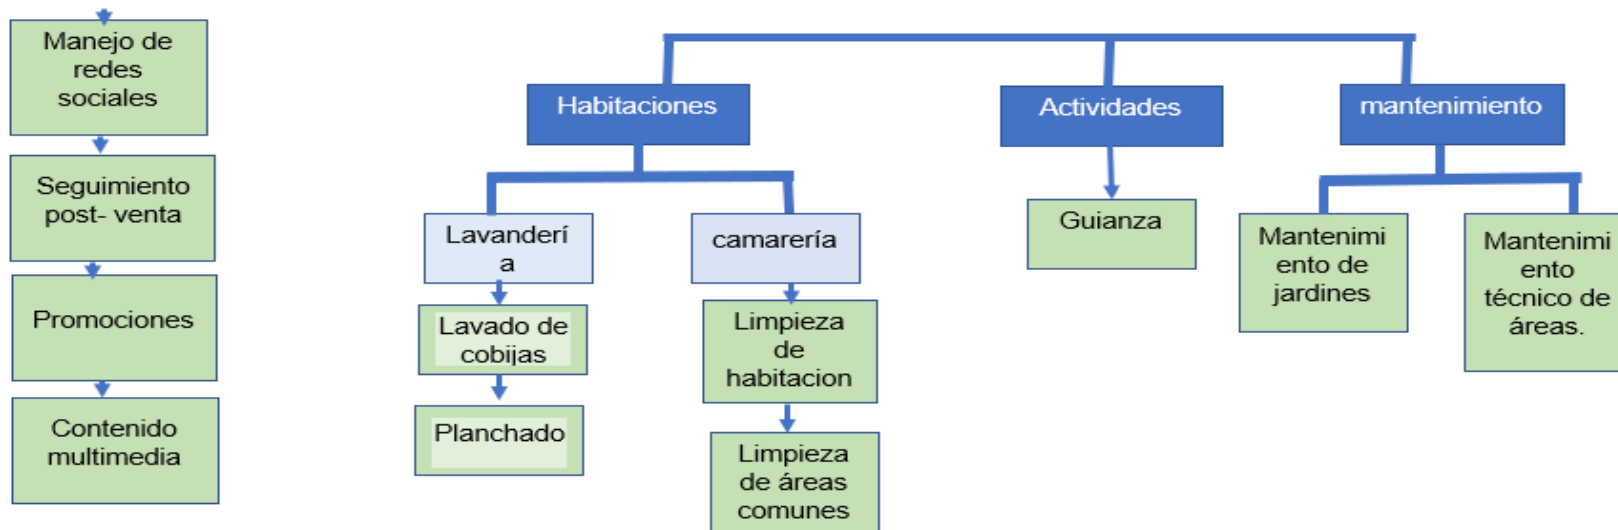 Manejo de
redes
sociales
Seguimiento
post- venta
Promociones
Contenido
multimedia
Habitaciones
Lavanderí
a
Lavado de
cobijas
Planchado
camarería
Limpieza
de
habitacion
Limpieza
de áreas
comunes
Actividades
Guianza
mantenimiento
Mantenimi
ento de
jardines
Mantenimi
ento
técnico de
áreas.